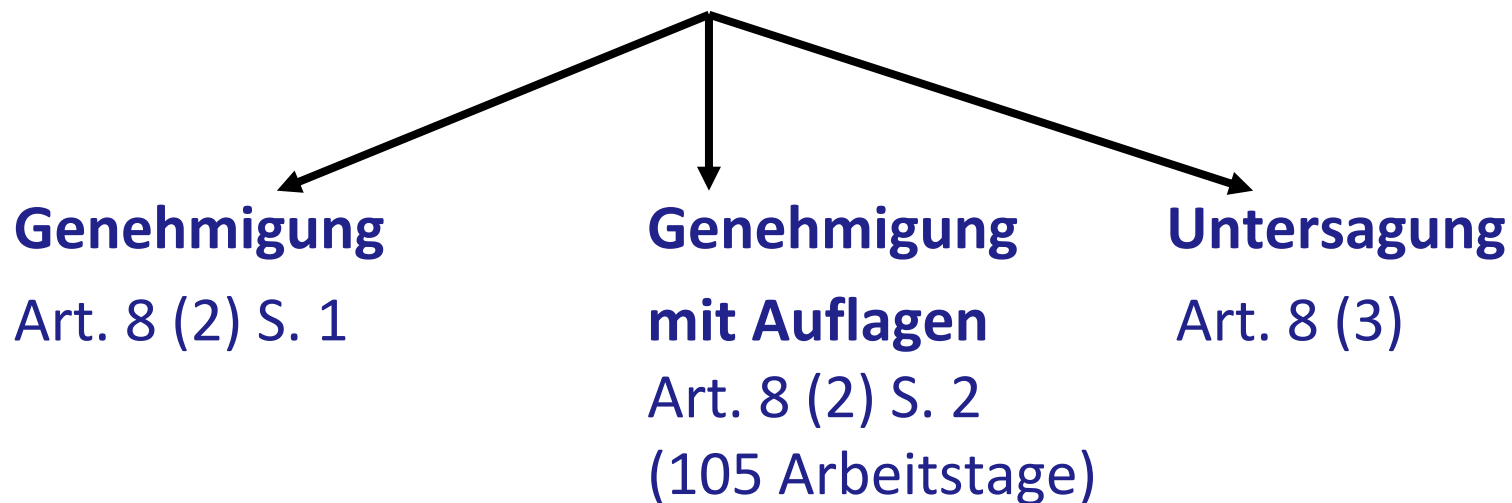 Genehmigung
Art. 8 (2) S. 1
Genehmigung
mit Auflagen
Art. 8 (2) S. 2
(105 Arbeitstage)
Untersagung
Art. 8 (3)